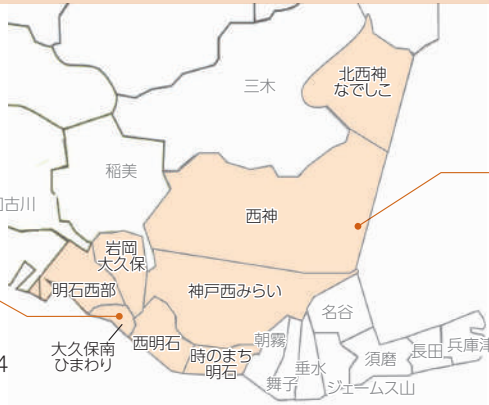 北西神
なでしこ
三木
稲美
古川
西神
岩岡
大久保
明石西部
神戸西みらい
名谷
大久保南
ひまわり
西明石
時のまち
明石
朝霧
舞子
垂水
ジェームス山
須磨
長田
兵庫津
4